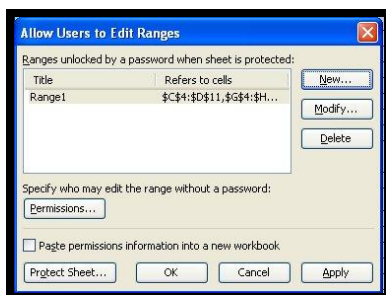 Allow Users to Edit Ranges
Ranges unlocked by a password when sheet is protected:
Title Refers to cells
Range1 $C$4:$D$11,$G$4:$H...
New...
Modify...
Delete
Specify who may edit the range without a password:
Permissions...
Paste permissions information into a new workbook
Protect Sheet... OK Cancel Apply